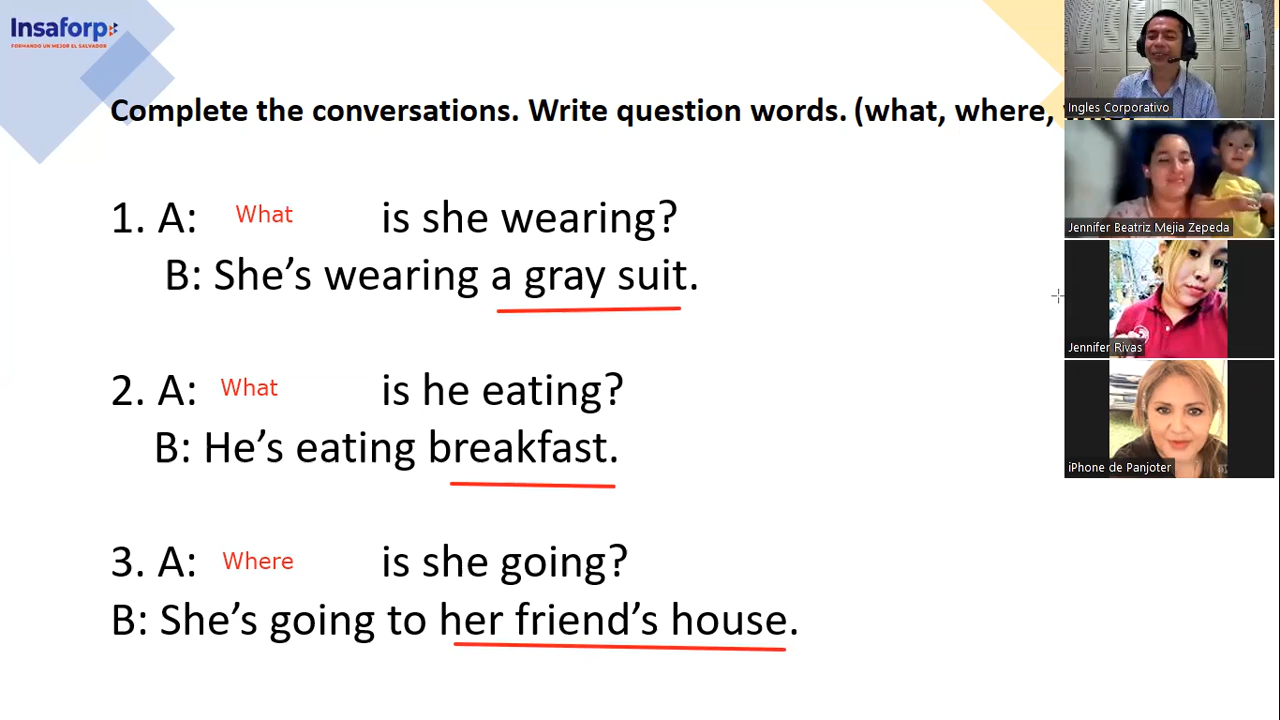 Insaforp
FORMANDO UN MEJOR EL SALVADOR
Complete the conversations. Write question words. (what, where,
1. A: What is she wearing?
B: She's wearing a gray suit.
2. A: What is he eating?
B: He's eating breakfast.
3. A: Where is she going?
B: She's going to her friend's house.
Ingles Corporativo
Jennifer Beatriz Mejia Zepeda
Jennifer Rivas
iPhone de Panjoter